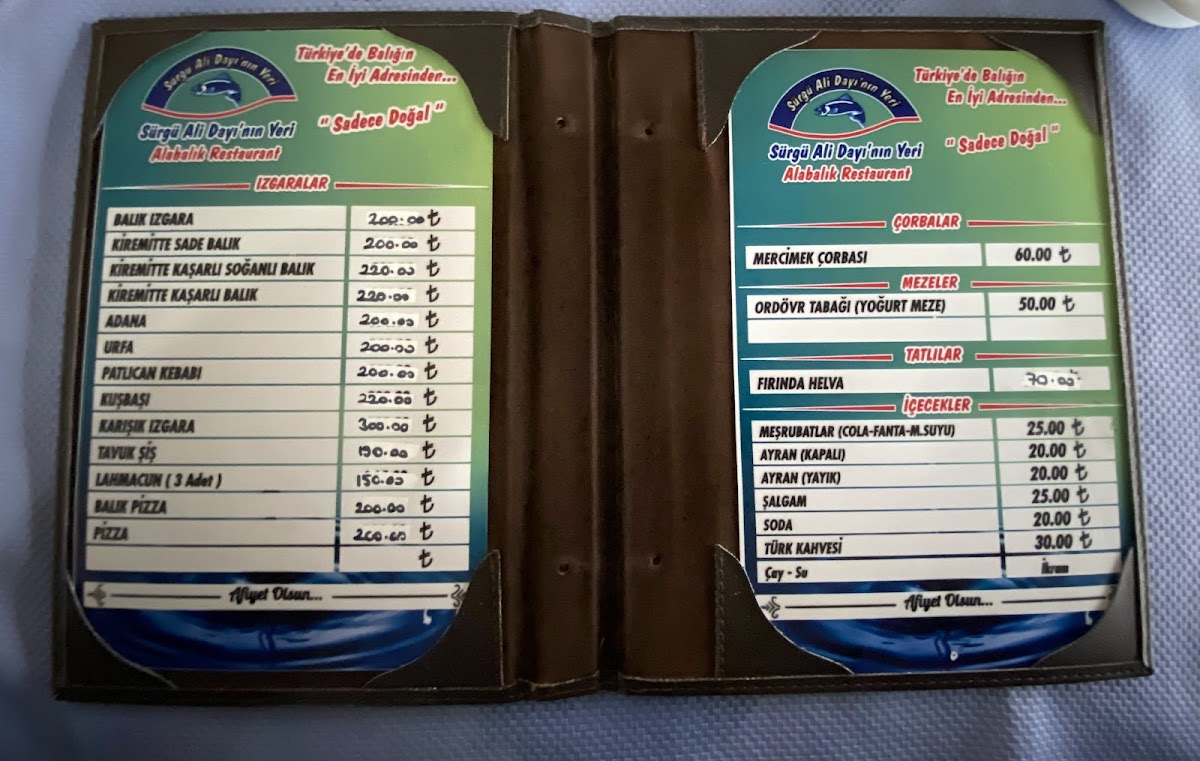 Sürgü Ali Dayı'nın Yeri
Türkiye'de Balığın
En İyi Adresinden...
Sürgü Ali Dayı'nın Yeri
" Sadece Doğal "
Alabalık Restaurant
IZGARALAR
BALIK IZGARA 200.00 ₺
KİREMİTTE SADE BALIK 200.00 ₺
KİREMİTTE KAŞARLI SOĞANLI BALIK 220.00 ₺
KİREMİTTE KAŞARLI BALIK 220.00 ₺
ADANA 200.00 ₺
URFA 200.00 ₺
PATLICAN KEBABI 200.00 ₺
KUŞBAŞI 220.00 ₺
KARIŞIK IZGARA 300.00 ₺
TAVUK ŞİŞ 190.00 ₺
LAHMACUN ( 3 Adet ) 150.00 ₺
BALIK PİZZA 200.00 ₺
PİZZA 200.00 ₺
₺
Afiyet Olsun...
Sürgü Ali Dayı'nın Yeri
Türkiye'de Balığın
En İyi Adresinden...
Sürgü Ali Dayı'nın Yeri
" Sadece Doğal "
Alabalık Restaurant
ÇORBALAR
MERCİMEK ÇORBASI 60.00 ₺
MEZELER
ORDÖVR TABAĞI (YOĞURT MEZE) 50.00 ₺
TATLILAR
FIRINDA HELVA 70.00 ₺
İÇECEKLER
MEŞRUBATLAR (COLA-FANTA-M.SUYU) 25.00 ₺
AYRAN (KAPALI) 20.00 ₺
AYRAN (YAYIK) 20.00 ₺
ŞALGAM 25.00 ₺
SODA 20.00 ₺
TÜRK KAHVESİ 30.00 ₺
Çay - Su İkram
Afiyet Olsun...